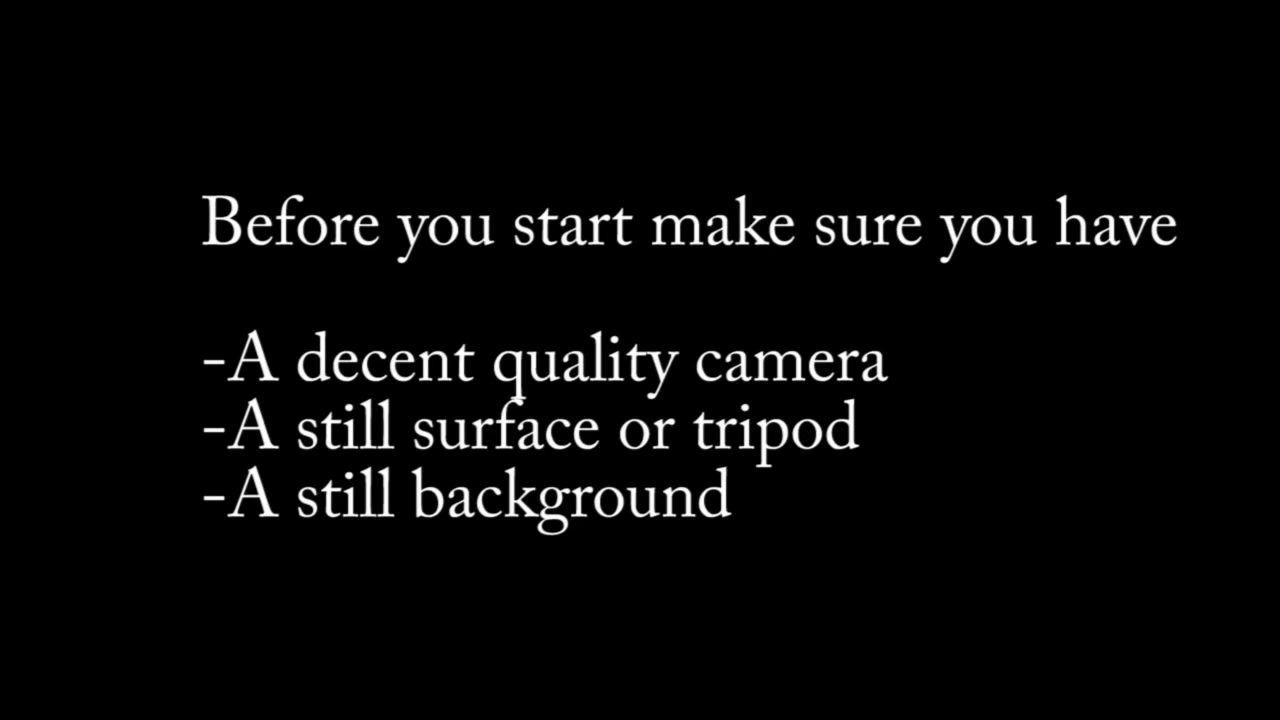 Before you start make sure you have
-A decent quality camera
-A still surface or tripod
-A still background